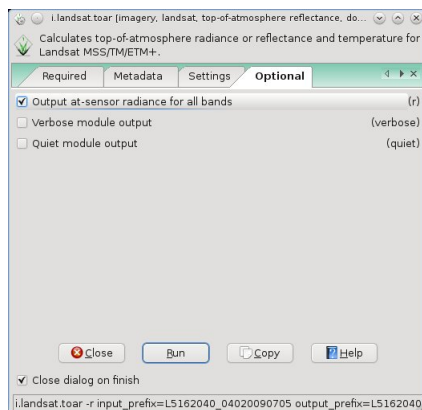 i.landsat.toar [imagery, landsat, top-of-atmosphere reflectance, do...
Calculates top-of-atmosphere radiance or reflectance and temperature for
Landsat MSS/TM/ETM+.
Required Metadata Settings Optional
Output at-sensor radiance for all bands (r)
Verbose module output (verbose)
Quiet module output (quiet)
Close Run Copy Help
Close dialog on finish
i.landsat.toar -r input_prefix=L5162040_04020090705 output_prefix=L5162040